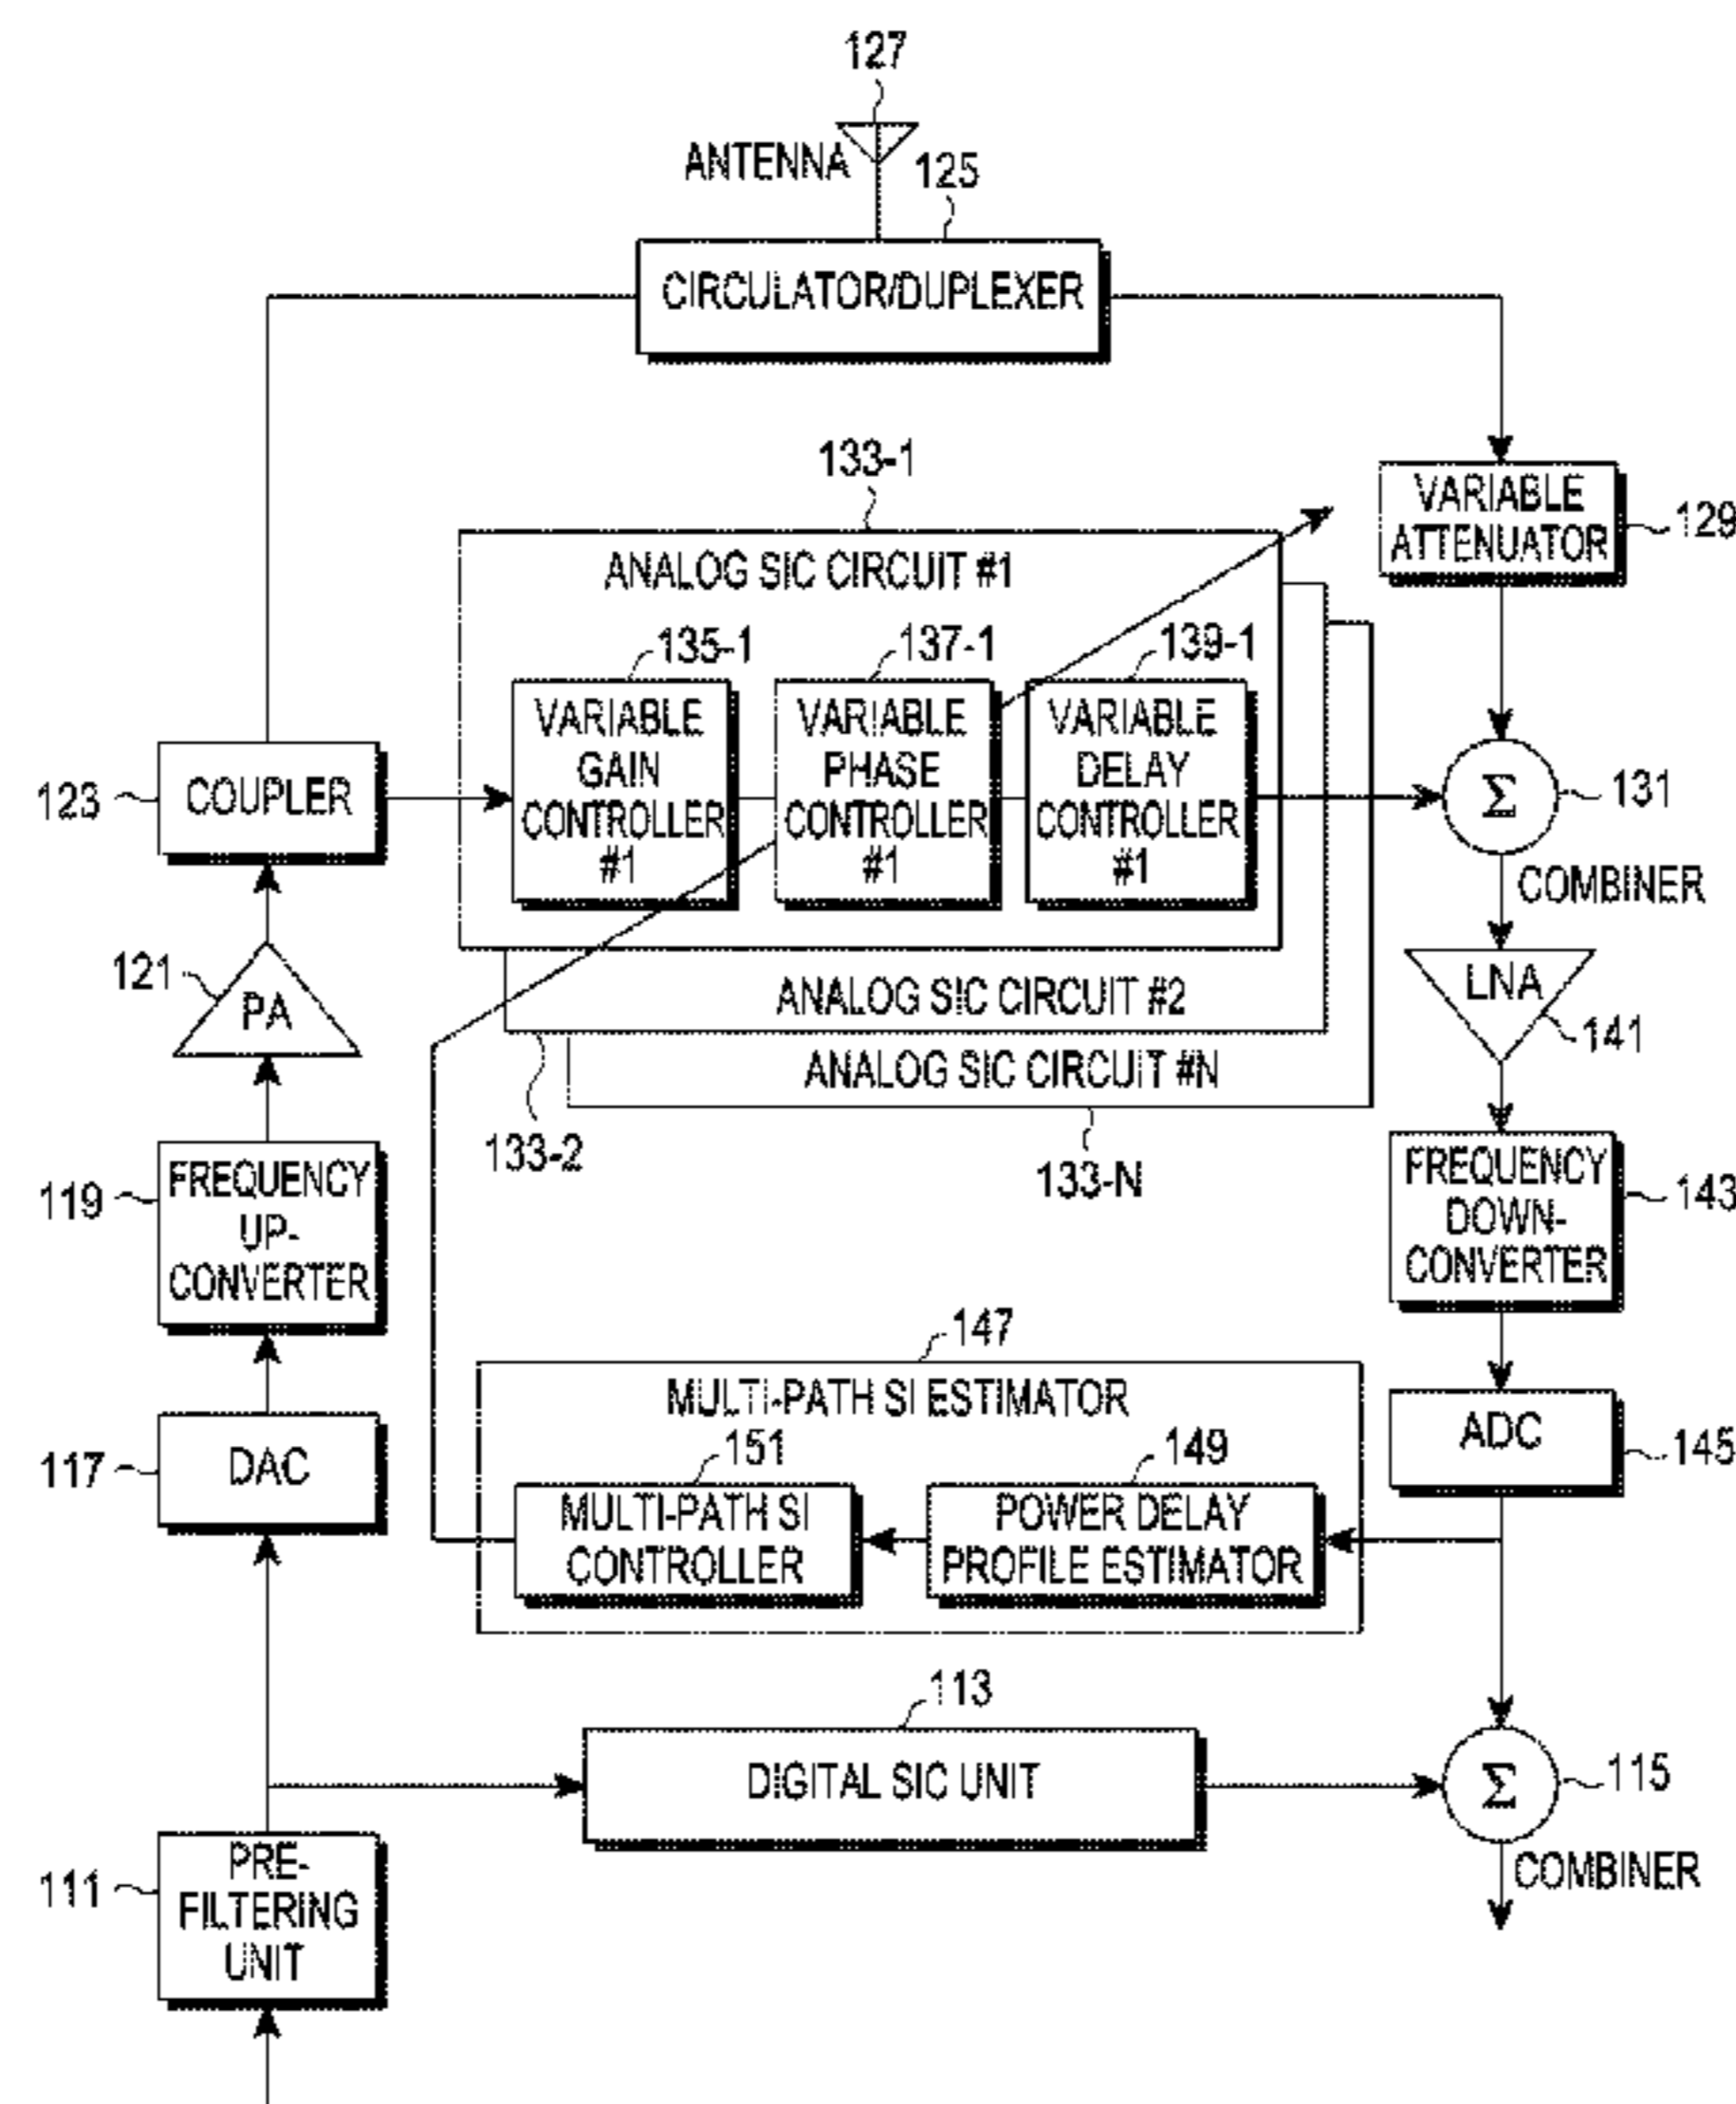 127
ANTENNA
125
CIRCULATOR/DUPLEXER
133-1
VARIABLE
ATTENUATOR
129
ANALOG SIC CIRCUIT #1
135-1
137-1
139-1
VARIABLE
GAIN
CONTROLLER
#1
VARIABLE
PHASE
CONTROLLER
#1
VARIABLE
DELAY
CONTROLLER
#1
123
COUPLER
Σ
131
COMBINER
121
PA
ANALOG SIC CIRCUIT #2
LNA
141
ANALOG SIC CIRCUIT #N
133-2
133-N
119
FREQUENCY
UP-
CONVERTER
FREQUENCY
DOWN-
CONVERTER
143
147
MULTI-PATH SI ESTIMATOR
117
DAC
151
149
ADC
145
MULTI-PATH SI
CONTROLLER
POWER DELAY
PROFILE ESTIMATOR
113
DIGITAL SIC UNIT
Σ
115
COMBINER
111
PRE-
FILTERING
UNIT